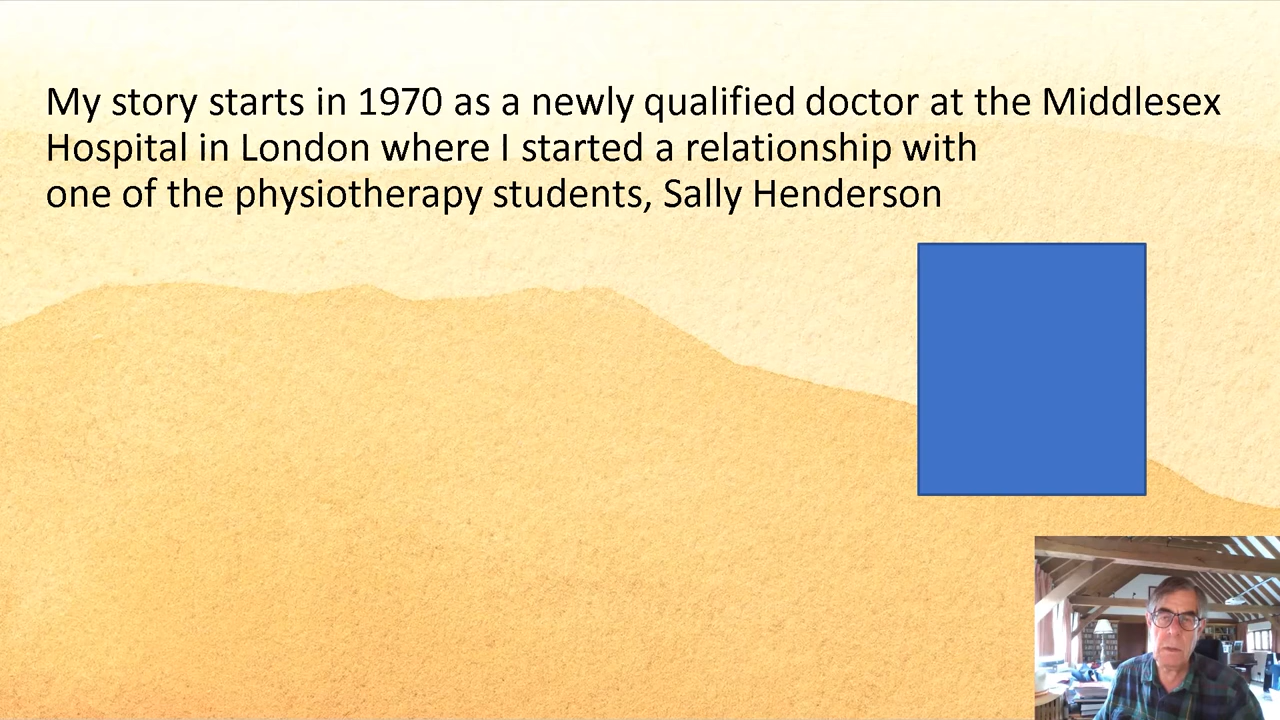 My story starts in 1970 as a newly qualified doctor at the Middlesex
Hospital in London where I started a relationship with
one of the physiotherapy students, Sally Henderson